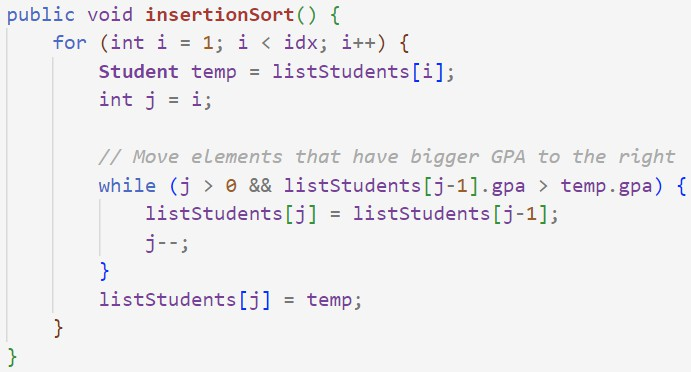 public void insertionSort() {
    for (int i = 1; i < idx; i++) {
        Student temp = listStudents[i];
        int j = i;

        // Move elements that have bigger GPA to the right
        while (j > 0 && listStudents[j-1].gpa > temp.gpa) {
            listStudents[j] = listStudents[j-1];
            j--;
        }
        listStudents[j] = temp;
    }
}